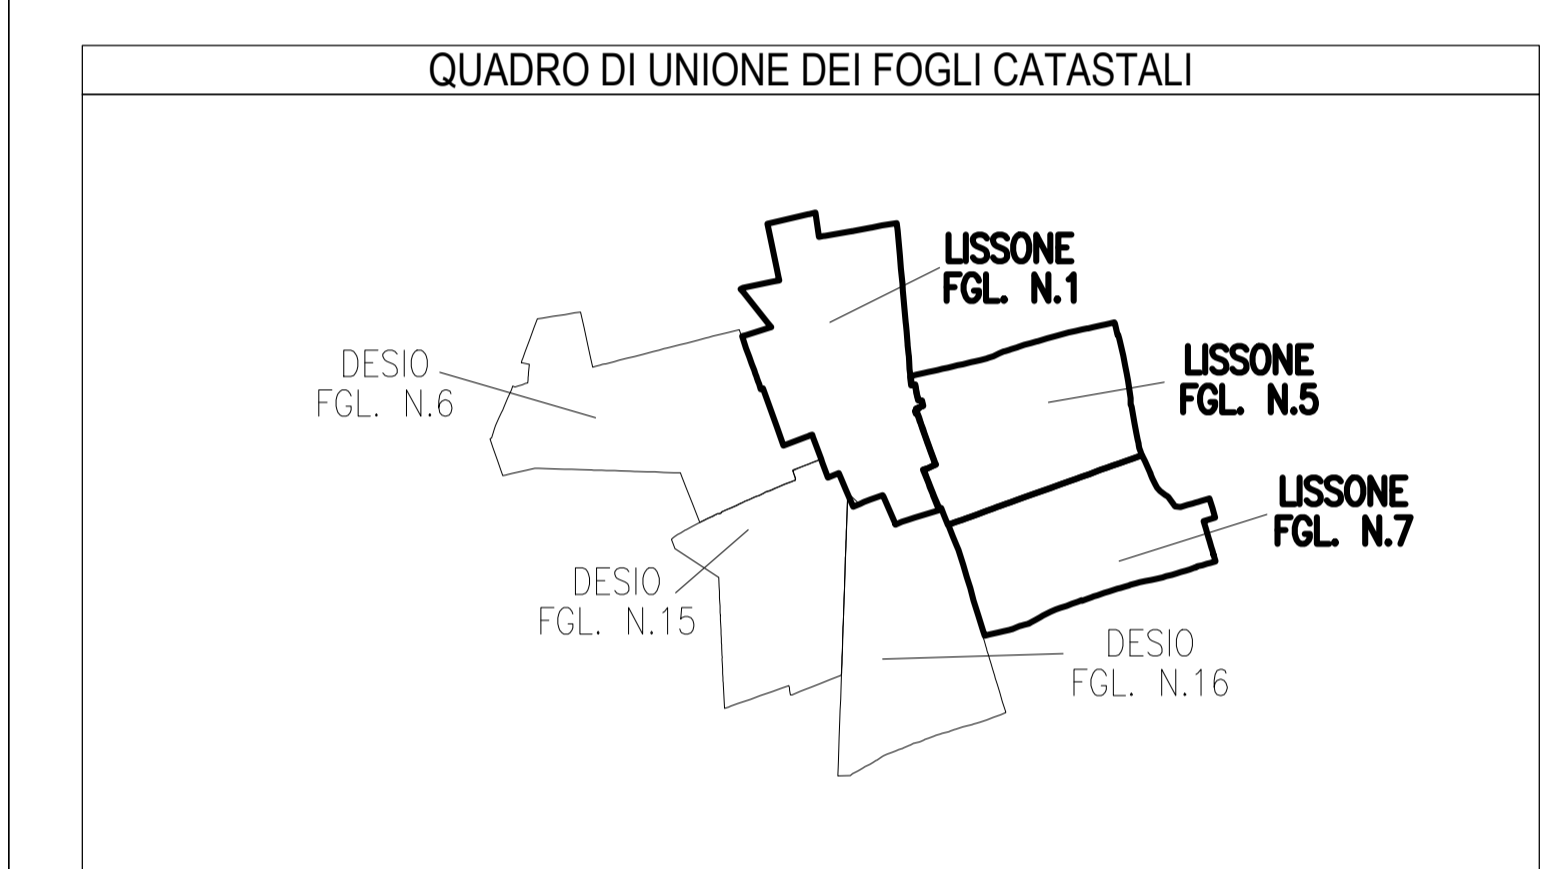 QUADRO DI UNIONE DEI FOGLI CATASTALI
LISSONE
FGL. N.1
DESIO
FGL. N.6
LISSONE
FGL. N.5
LISSONE
FGL. N.7
DESIO
FGL. N.15
DESIO
FGL. N.16